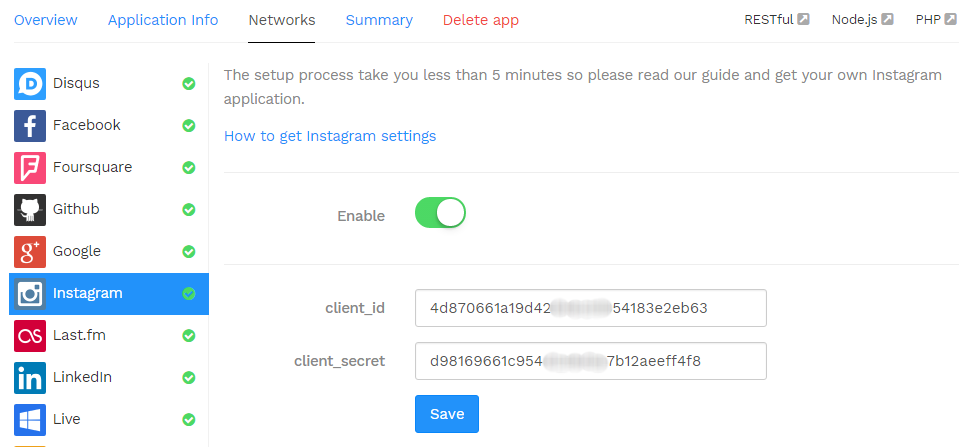 Overview Application Info Networks Summary Delete app RESTful Node.js PHP
Disqus
Facebook
Foursquare
Github
Google
Instagram
Last.fm
LinkedIn
Live
The setup process take you less than 5 minutes so please read our guide and get your own Instagram
application.
How to get Instagram settings
Enable
client_id 4d870661a19d42 54183e2eb63
client_secret d98169661c954 7b12aeeff4f8
Save